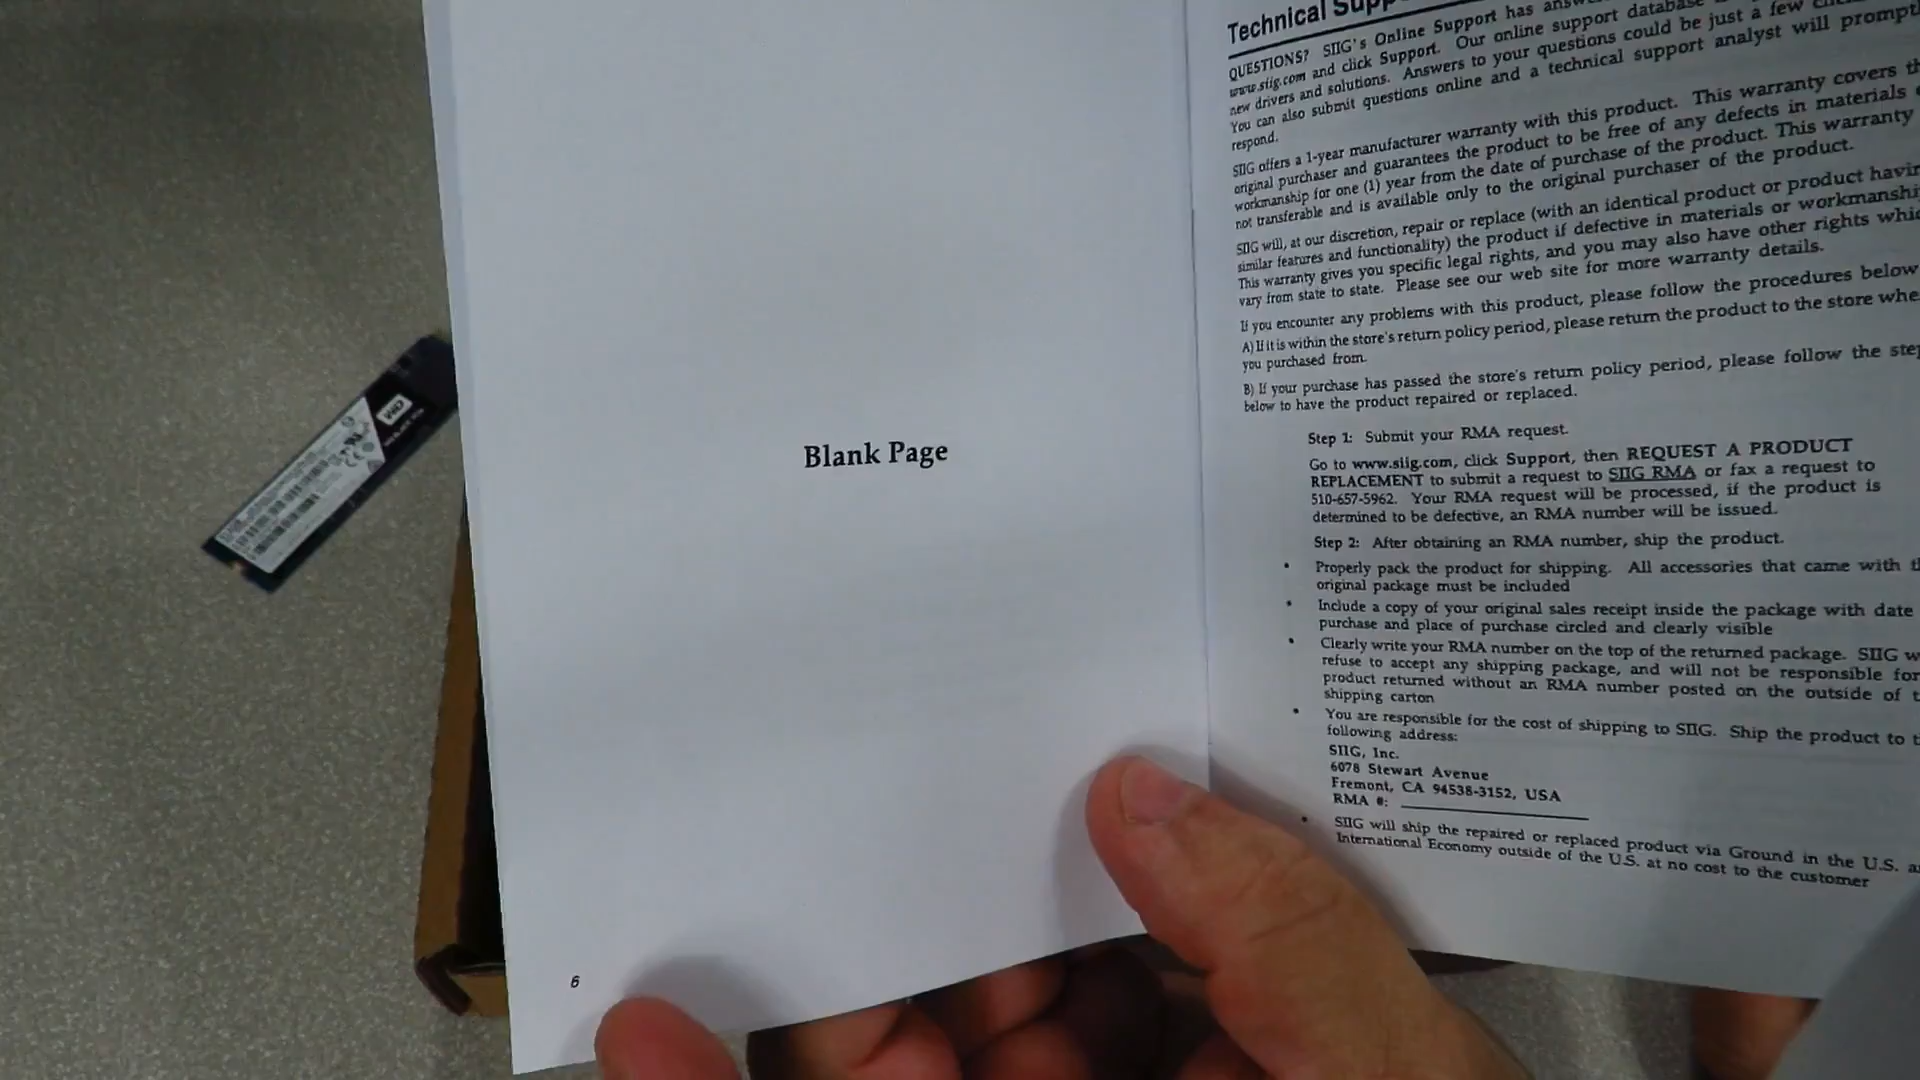 Blank Page
6
Technical
QUESTIONS? SIIG's Online Support has
www.siig.com and click Support. Our online support database
new drivers and solutions. Answers to your questions could be just a few
You can also submit questions online and a technical support analyst will
respond.
SIIG offers a 1-year manufacturer warranty with this product. This warranty covers
original purchaser and guarantees the product to be free of any defects in materials
workmanship for one (1) year from the date of purchase of the product. This warranty
not transferable and is available only to the original purchaser of the product.
SIIG will, at our discretion, repair or replace (with an identical product or product
similar features and functionality) the product if defective in materials or
This warranty gives you specific legal rights, and you may also have other rights
vary from state to state. Please see our web site for more warranty details.
If you encounter any problems with this product, please follow the procedures below
A) If it is within the store's return policy period, please return the product to the store
you purchased from.
B) If your purchase has passed the store's return policy period, please follow the
below to have the product repaired or replaced.
Step 1: Submit your RMA request.
Go to www.siig.com, click Support, then REQUEST A PRODUCT
REPLACEMENT to submit a request to SIIG RMA or fax a request to
510-657-5962. Your RMA request will be processed, if the product is
determined to be defective, an RMA number will be issued.
Step 2: After obtaining an RMA number, ship the product.
• Properly pack the product for shipping. All accessories that came with
original package must be included
• Include a copy of your original sales receipt inside the package with date
purchase and place of purchase circled and clearly visible
• Clearly write your RMA number on the top of the returned package. SIIG
refuse to accept any shipping package, and will not be responsible for
product returned without an RMA number posted on the outside of
shipping carton
• You are responsible for the cost of shipping to SIIG. Ship the product to
following address:
SIIG, Inc.
6078 Stewart Avenue
Fremont, CA 94538-3152, USA
RMA #:
• SIIG will ship the repaired or replaced product via Ground in the U.S.
International Economy outside of the U.S. at no cost to the customer
WD